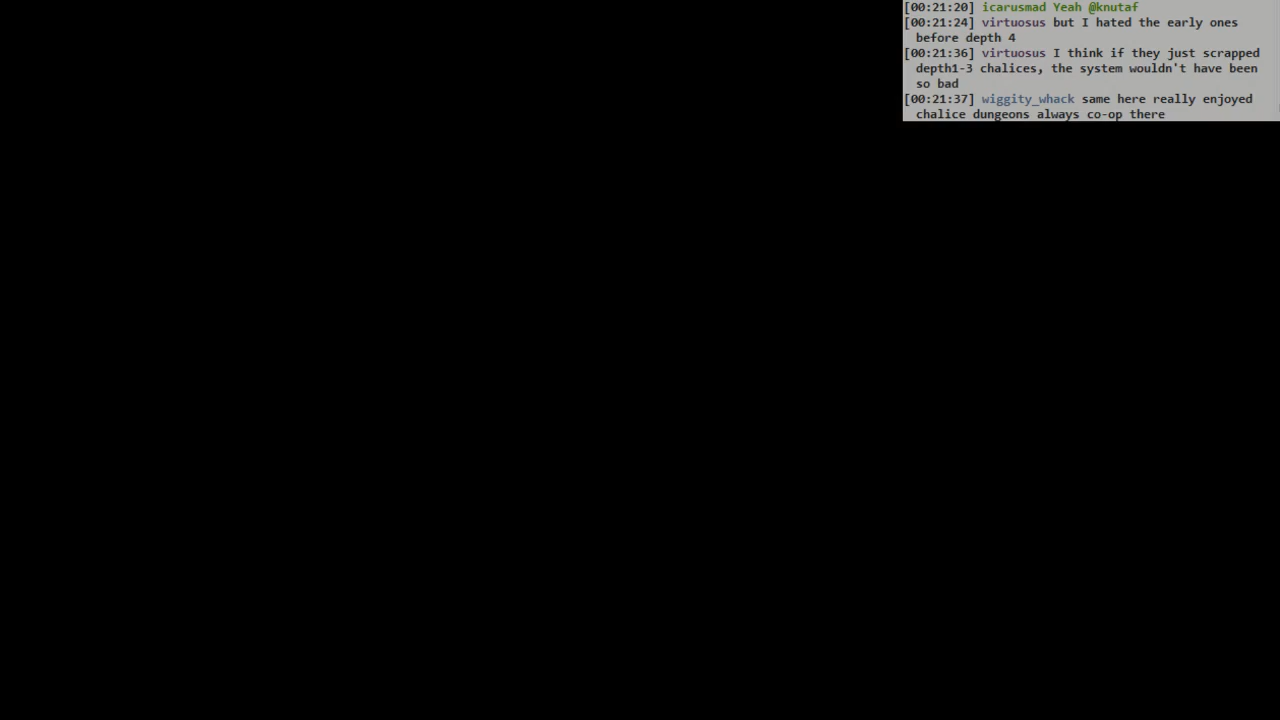 [00:21:20] icarusmad Yeah @knutaf
[00:21:24] virtuosus but I hated the early ones
before depth 4
[00:21:36] virtuosus I think if they just scrapped
depth1-3 chalices, the system wouldn't have been
so bad
[00:21:37] wiggity_whack same here really enjoyed
chalice dungeons always co-op there